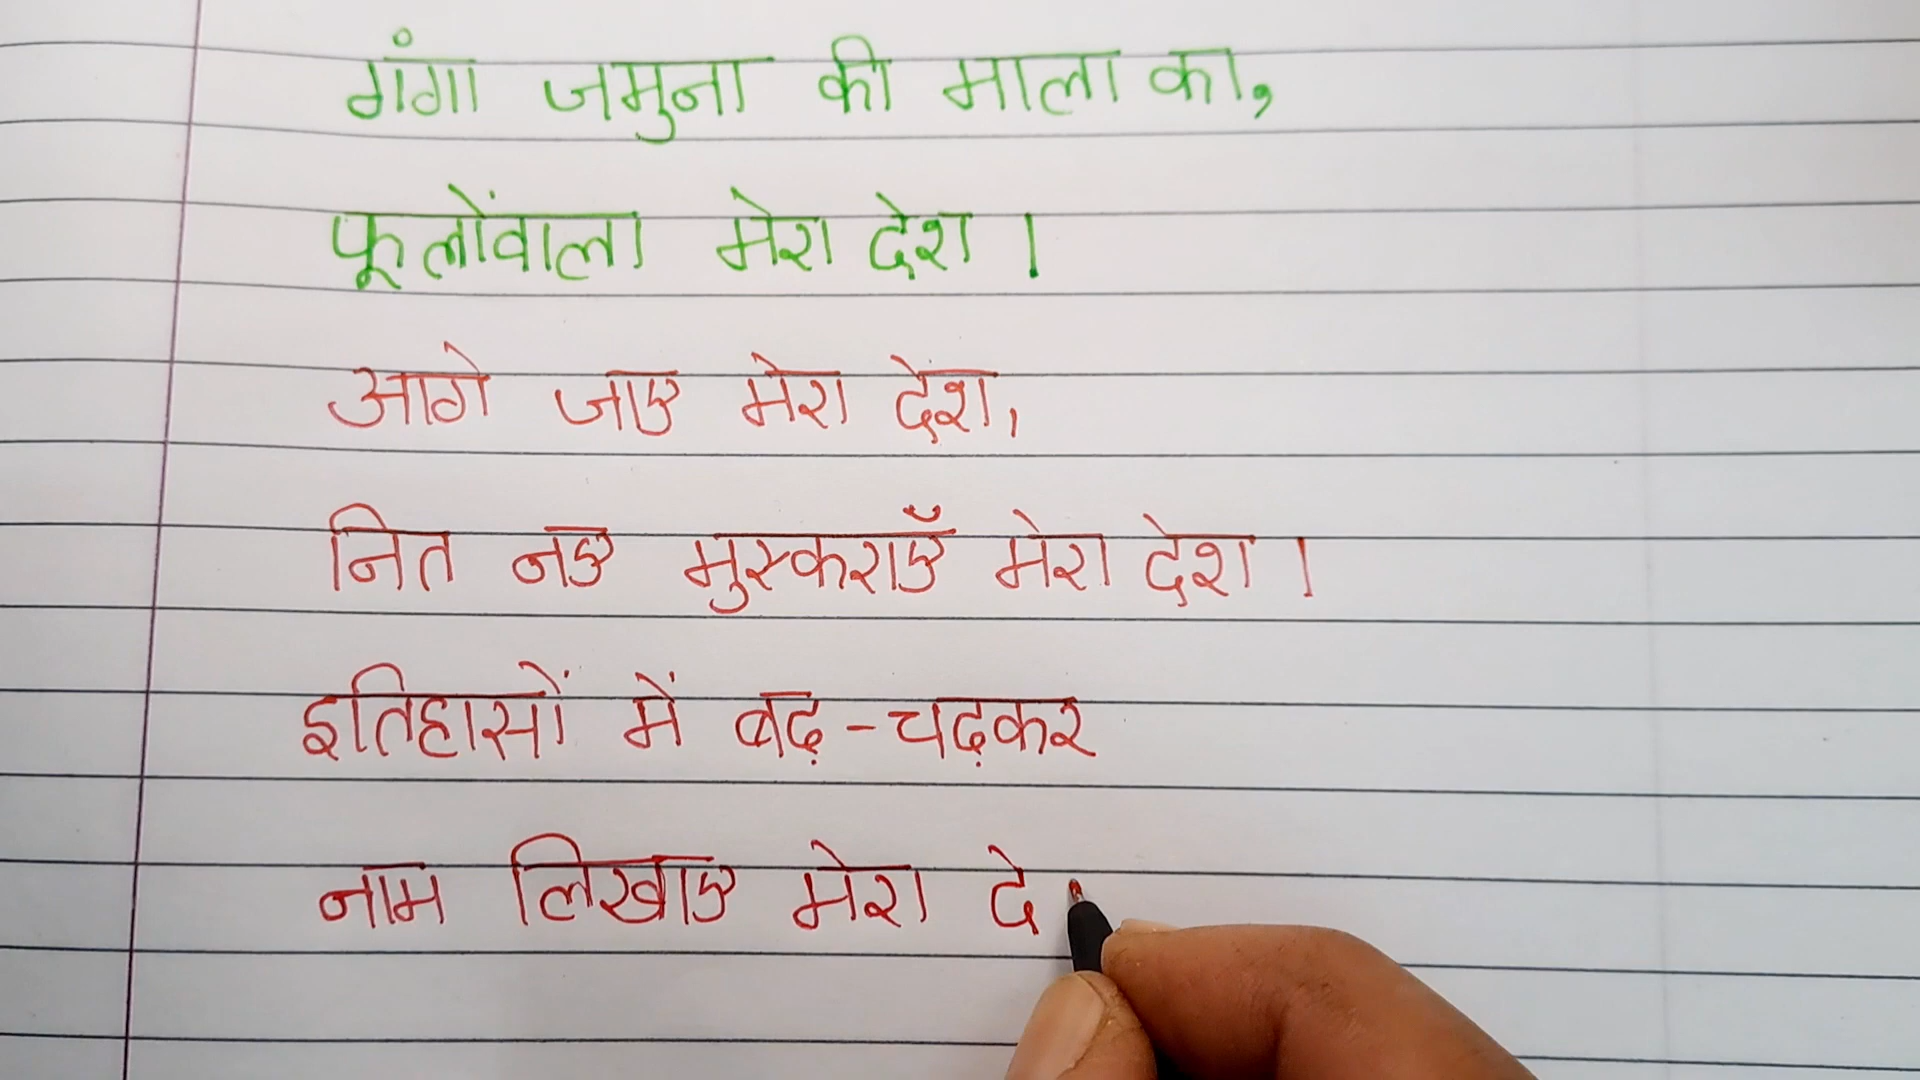 गंगा जमुना की माला का,
फूलोंवाला मेरा देश ।
आगे जाए मेरा देश,
नित नए मुस्कराएँ मेरा देश ।
इतिहासों में बढ़-चढ़कर
नाम लिखाए मेरा दे